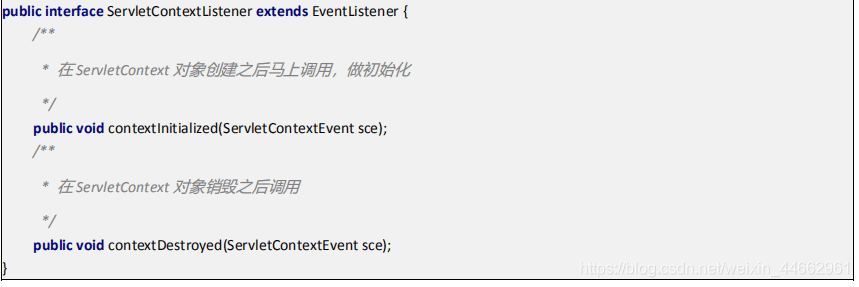 public interface ServletContextListener extends EventListener {
/**
* 在 ServletContext 对象创建之后马上调用，做初始化
*/
public void contextInitialized(ServletContextEvent sce);
/**
* 在 ServletContext 对象销毁之后调用
*/
public void contextDestroyed(ServletContextEvent sce);
}
https://blog.csdn.net/weixin_44662961